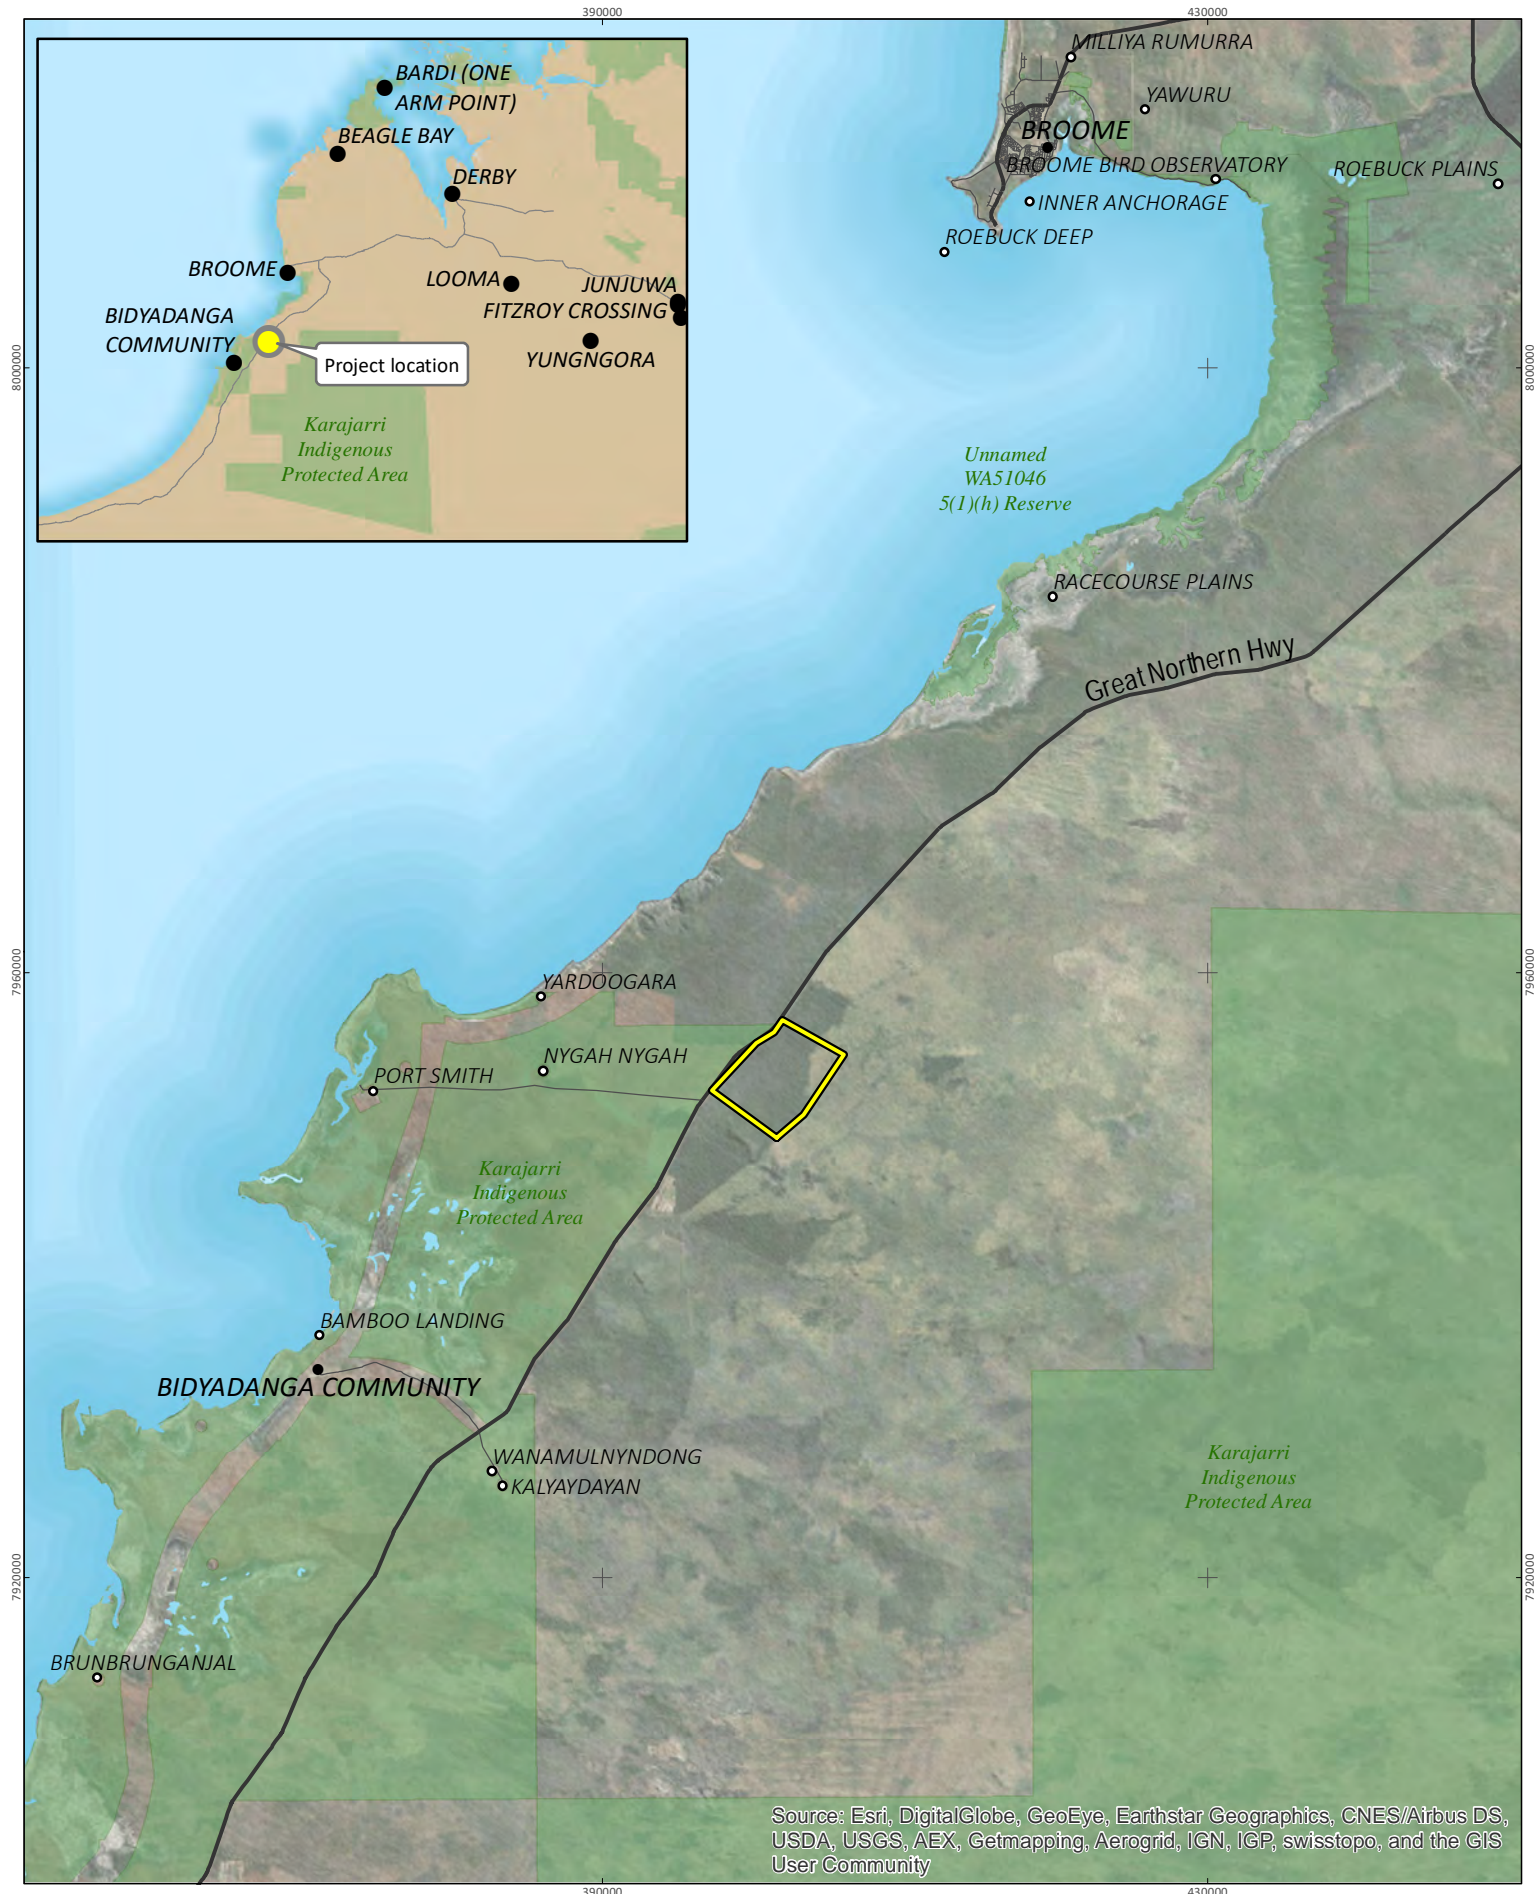 390000
430000
MILLIYA RUMURRA
YAWURU
BROOME
BROOME BIRD OBSERVATORY
ROEBUCK PLAINS
INNER ANCHORAGE
ROEBUCK DEEP
BARDI (ONE
ARM POINT)
BEAGLE BAY
DERBY
BROOME
LOOMA
JUNJUWA
FITZROY CROSSING
BIDYADANGA
COMMUNITY
YUNGNGORA
Project location
Karajarri
Indigenous
Protected Area
8000000
8000000
Unnamed
WA51046
5(1)(h) Reserve
RACECOURSE PLAINS
Great Northern Hwy
7960000
7960000
YARDOOGARA
NYGAH NYGAH
PORT SMITH
Karajarri
Indigenous
Protected Area
BAMBOO LANDING
BIDYADANGA COMMUNITY
WANAMULNYNDONG
KALYAYDAYAN
Karajarri
Indigenous
Protected Area
7920000
7920000
BRUNBRUNGANJAL
Source: Esri, DigitalGlobe, GeoEye, Earthstar Geographics, CNES/Airbus DS,
USDA, USGS, AEX, Getmapping, Aerogrid, IGN, IGP, swisstopo, and the GIS
User Community
390000
430000